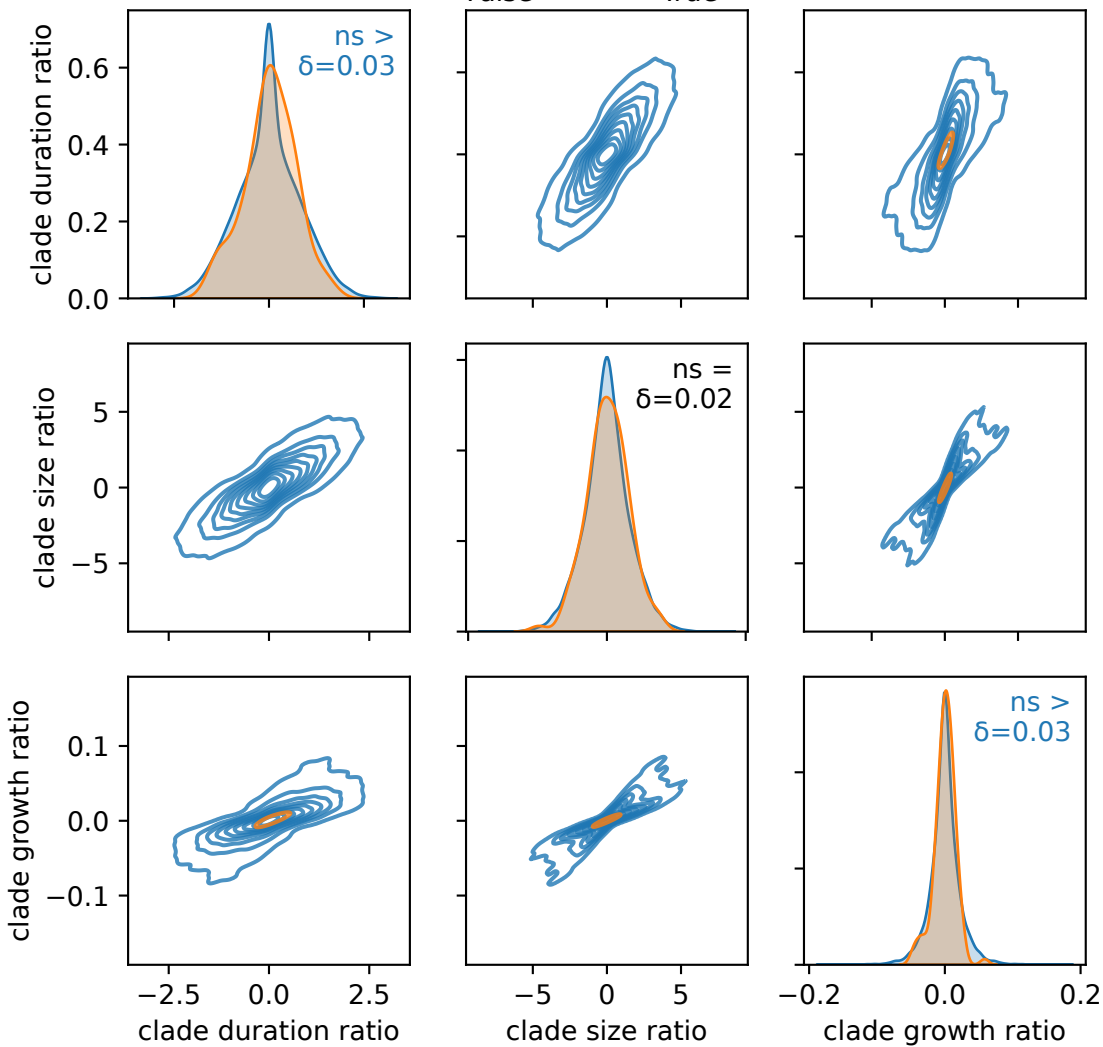 clade duration ratio
0.6
0.4
0.2
0.0
ns >
δ=0.03
−5 0 5
clade size ratio
5
0
−5
ns =
δ=0.02
clade growth ratio
0.1
0.0
−0.1
ns >
δ=0.03
−2.5 0.0 2.5
−5 0 5
−0.2 0.0 0.2
clade duration ratio
clade size ratio
clade growth ratio